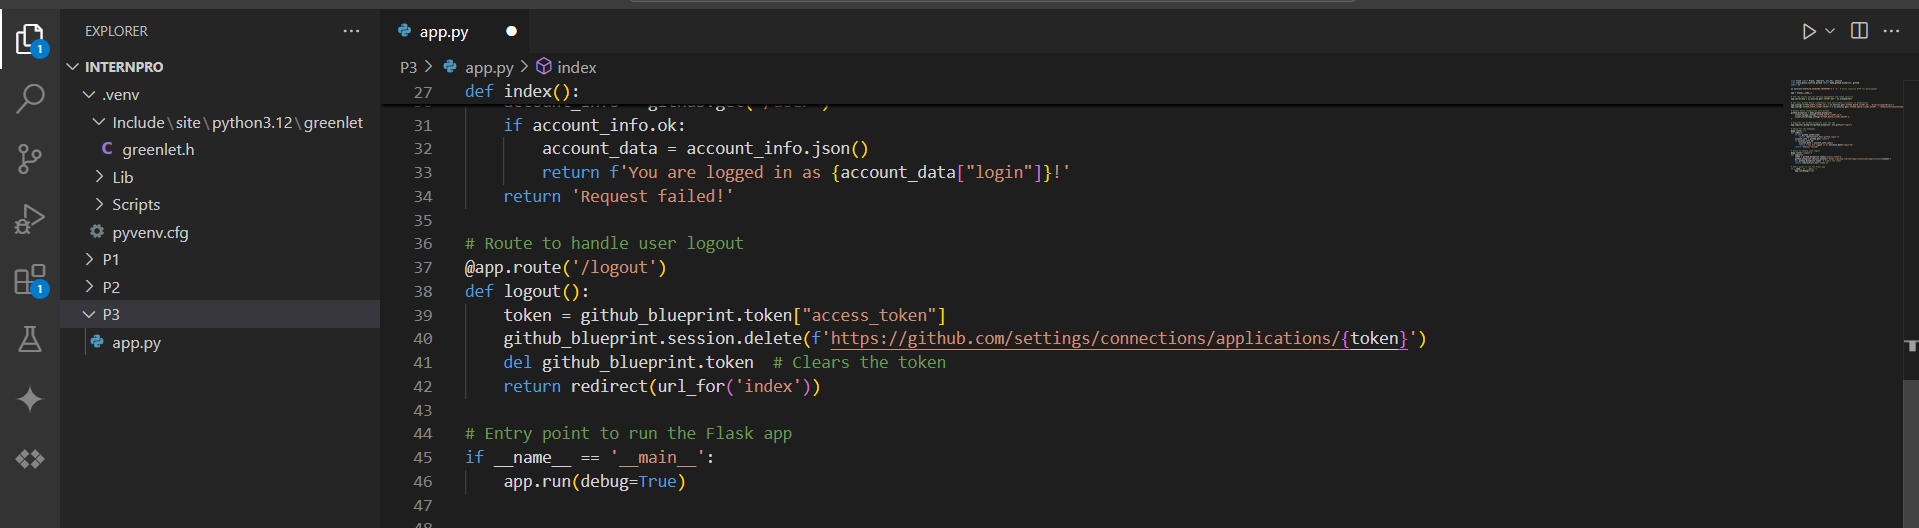 EXPLORER
INTERNPRO
.venv
Include\site\python3.12\greenlet
C greenlet.h
Lib
Scripts
pyvenv.cfg
P1
P2
P3
app.py
1
1
app.py
P3 > app.py > index
27 def index():
31 if account_info.ok:
32 account_data = account_info.json()
33 return f'You are logged in as {account_data["login"]}!'
34 return 'Request failed!'
35
36 # Route to handle user logout
37 @app.route('/logout')
38 def logout():
39 token = github_blueprint.token["access_token"]
40 github_blueprint.session.delete(f'https://github.com/settings/connections/applications/{token}')
41 del github_blueprint.token # Clears the token
42 return redirect(url_for('index'))
43
44 # Entry point to run the Flask app
45 if __name__ == '__main__':
46 app.run(debug=True)
47